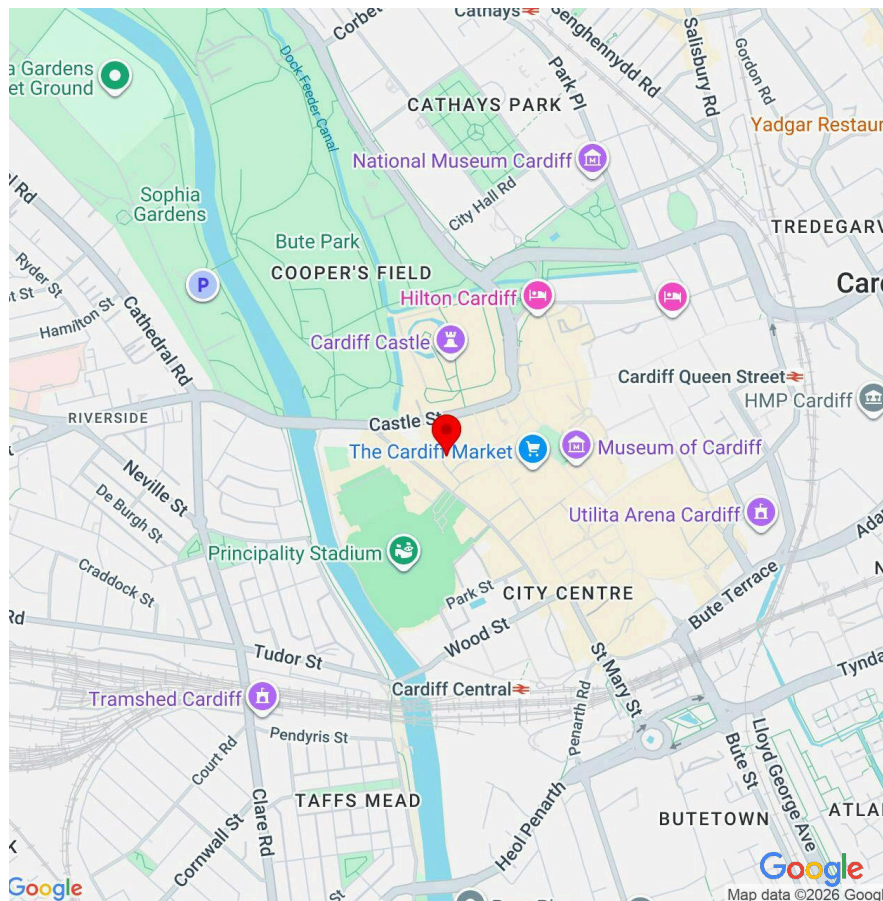 Cathays
Corbet
Senghennydd Rd
Salisbury Rd
Gordon Rd
Park Pl
a Gardens
et Ground
Dock Feeder Canal
CATHAYS PARK
Yadgar Restaur
National Museum Cardiff
City Hall Rd
Sophia
Gardens
Bute Park
COOPER'S FIELD
TREDEGARV
Ryder St
Hamilton St
P
Cathedral Rd
Hilton Cardiff
Card
Cardiff Castle
Cardiff Queen Street
HMP Cardiff
RIVERSIDE
Castle St
The Cardiff Market
Museum of Cardiff
Neville St
De Burgh St
Utilita Arena Cardiff
Principality Stadium
Craddock St
Park St
CITY CENTRE
Bute Terrace
Ada
Rd
Wood St
Tudor St
St Mary St
Tynda
Tramshed Cardiff
Cardiff Central
Penarth Rd
Pendyris St
Court Rd
Clare Rd
Bute St
Lloyd George Ave
TAFFS MEAD
Cornwall St
Heol Penarth
BUTETOWN
ATLA
K
Google
Google
Map data ©2026 Googl